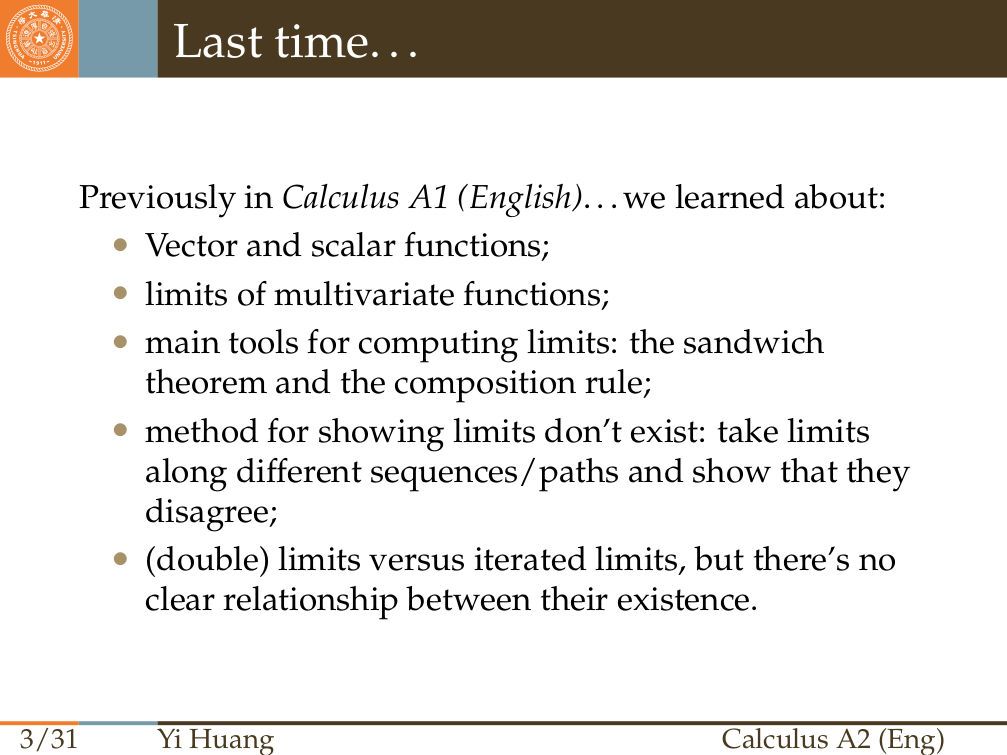 Last time. . .
Previously in Calculus A1 (English). . . we learned about:
• Vector and scalar functions;
• limits of multivariate functions;
• main tools for computing limits: the sandwich
theorem and the composition rule;
• method for showing limits don’t exist: take limits
along different sequences/paths and show that they
disagree;
• (double) limits versus iterated limits, but there’s no
clear relationship between their existence.
3/31 Yi Huang Calculus A2 (Eng)